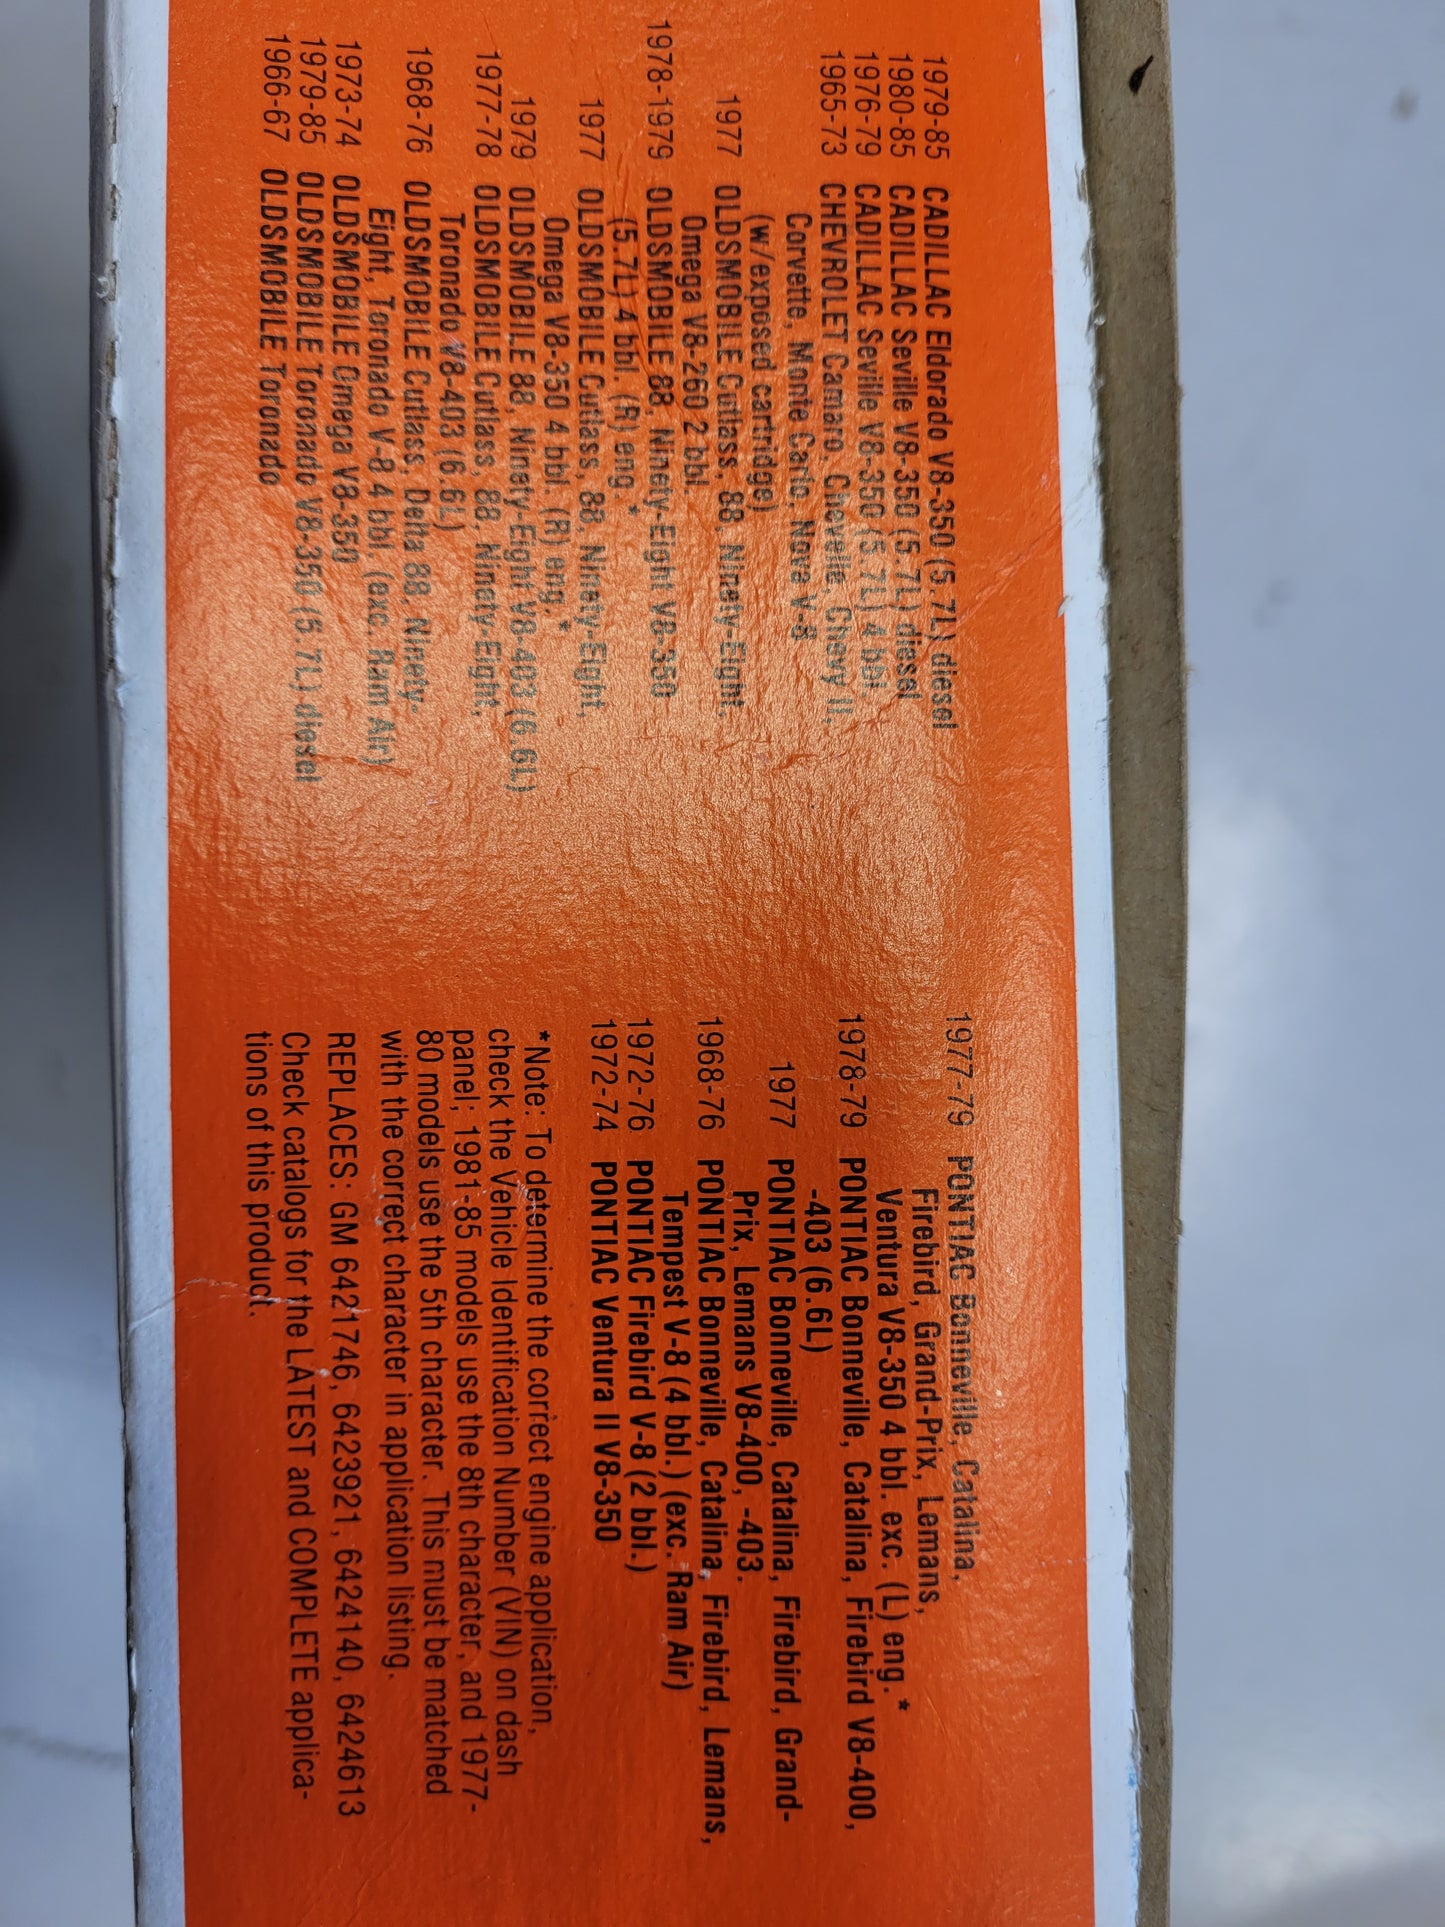 1979-85 CADILLAC Eldorado V8-350 (5.7L) diesel
1980-85 CADILLAC Seville V8-350 (5.7L) diesel
1976-79 CADILLAC Seville V8-350 (5.7L) 4 bbl
1965-73 CHEVROLET Camaro, Chevelle, Chevy II,
Corvette, Monte Carlo, Nova V-8
(w/exposed cartridge)
1977 OLDSMOBILE Cutlass, 88, Ninety-Eight,
Omega V8-260 2 bbl.
1978-1979 OLDSMOBILE 88, Ninety-Eight V8-350
(5.7L) 4 bbl. (R) eng.*
1977 OLDSMOBILE Cutlass, 88, Ninety-Eight,
Omega V8-350 4 bbl. (R) eng.*
1979 OLDSMOBILE 88, Ninety-Eight V8-403 (6.6L)
1977-78 OLDSMOBILE Cutlass, 88, Ninety-Eight,
Toronado V8-403 (6.6L)
1968-76 OLDSMOBILE Cutlass, Delta 88, Ninety-
Eight, Toronado V-8 4 bbl. (exc. Ram Air)
1973-74 OLDSMOBILE Omega V8-350
1979-85 OLDSMOBILE Toronado V8-350 (5.7L) diesel
1966-67 OLDSMOBILE Toronado
1977-79 PONTIAC Bonneville, Catalina,
Firebird, Grand-Prix, Lemans,
Ventura V8-350 4 bbl. exc. (L) eng.*
1978-79 PONTIAC Bonneville, Catalina, Firebird V8-400,
-403 (6.6L)
1977 PONTIAC Bonneville, Catalina, Firebird, Grand-
Prix, Lemans V8-400, -403.
1968-76 PONTIAC Bonneville, Catalina, Firebird, Lemans,
Tempest V-8 (4 bbl.) (exc. Ram Air)
1972-76 PONTIAC Firebird V-8 (2 bbl.)
1972-74 PONTIAC Ventura II V8-350
*Note: To determine the correct engine application,
check the Vehicle Identification Number (VIN) on dash
panel; 1981-85 models use the 8th character, and 1977-
80 models use the 5th character. This must be matched
with the correct character in application listing.
REPLACES: GM 6421746, 6423921, 6424140, 6424613
Check catalogs for the LATEST and COMPLETE applica-
tions of this product.